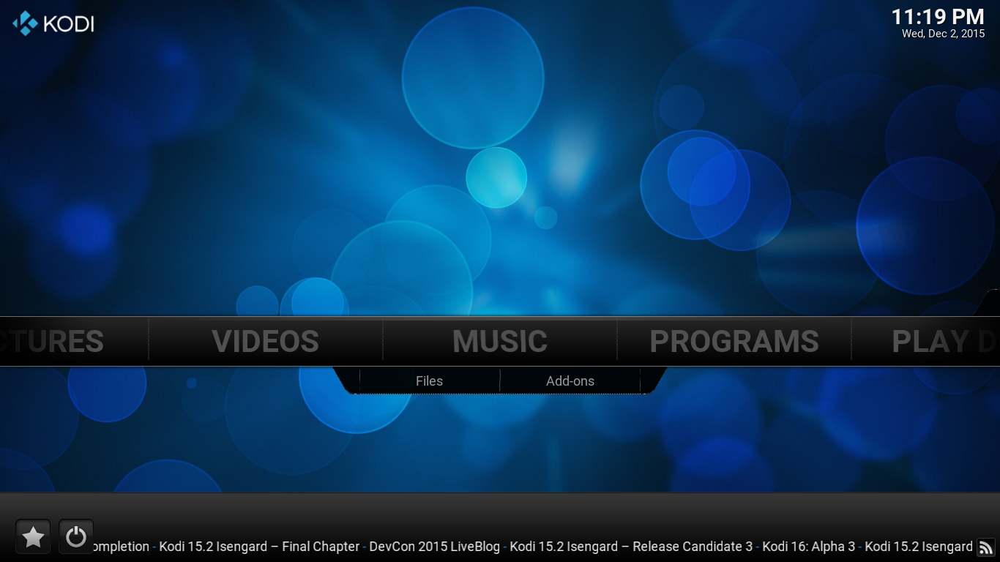 KODI
11:19 PM
Wed, Dec 2, 2015
CTURES VIDEOS MUSIC PROGRAMS PLAY D
Files Add-ons
ompletion - Kodi 15.2 Isengard – Final Chapter - DevCon 2015 LiveBlog - Kodi 15.2 Isengard – Release Candidate 3 - Kodi 16: Alpha 3 - Kodi 15.2 Isengard